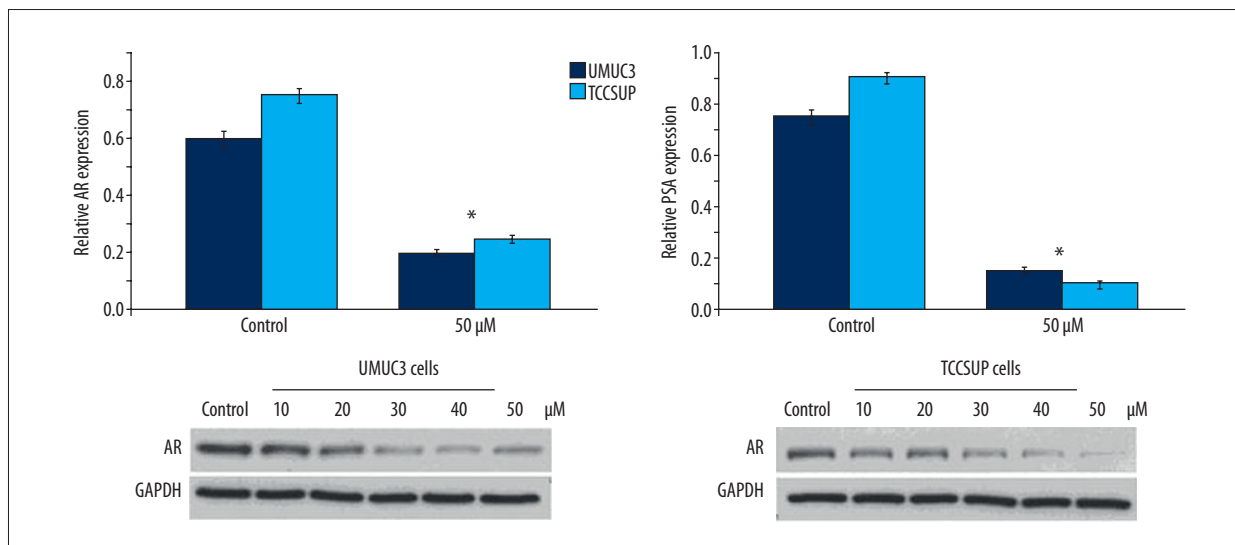 Relative AR expression
0.8
0.6
0.4
0.2
0.0
Control
50 µM
*
UMUC3
TCCSUP
Relative PSA expression
1.0
0.8
0.6
0.4
0.2
0.0
Control
50 µM
*
UMUC3 cells
Control 10 20 30 40 50 µM
AR
GAPDH
TCCSUP cells
Control 10 20 30 40 50 µM
AR
GAPDH